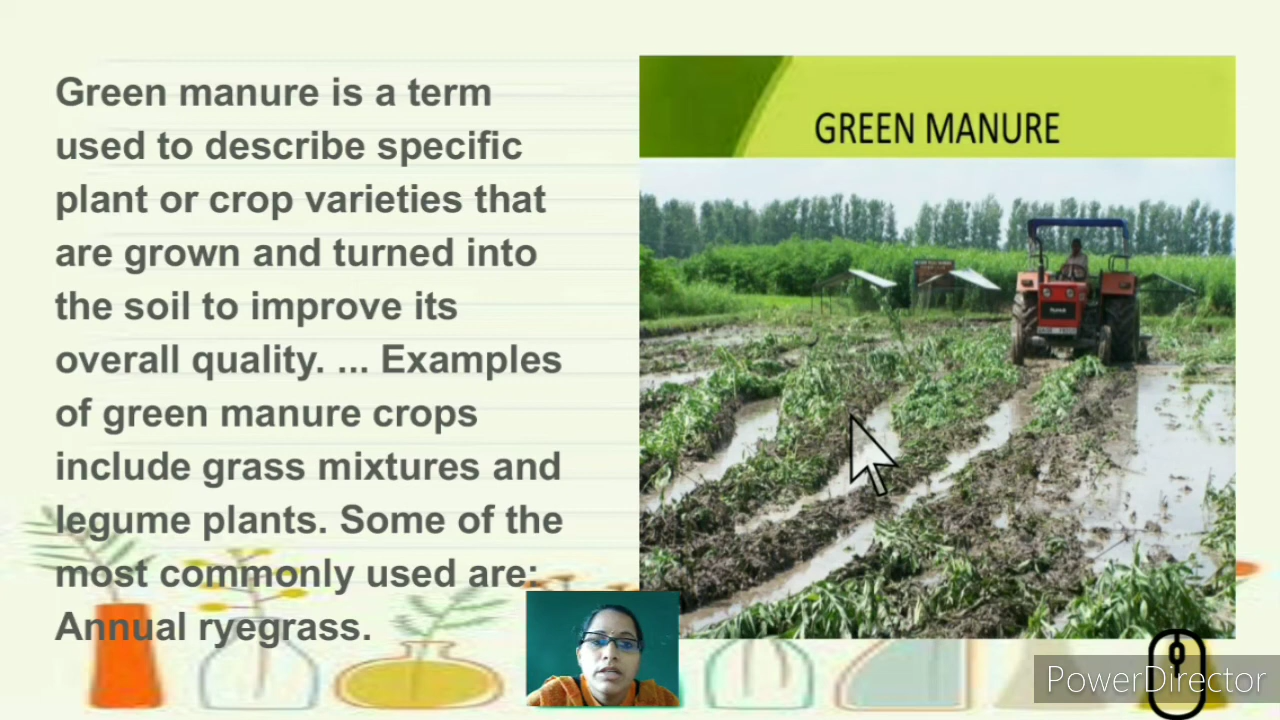 Green manure is a term
used to describe specific
plant or crop varieties that
are grown and turned into
the soil to improve its
overall quality. ... Examples
of green manure crops
include grass mixtures and
legume plants. Some of the
most commonly used are:
Annual ryegrass.
GREEN MANURE
PowerDirector